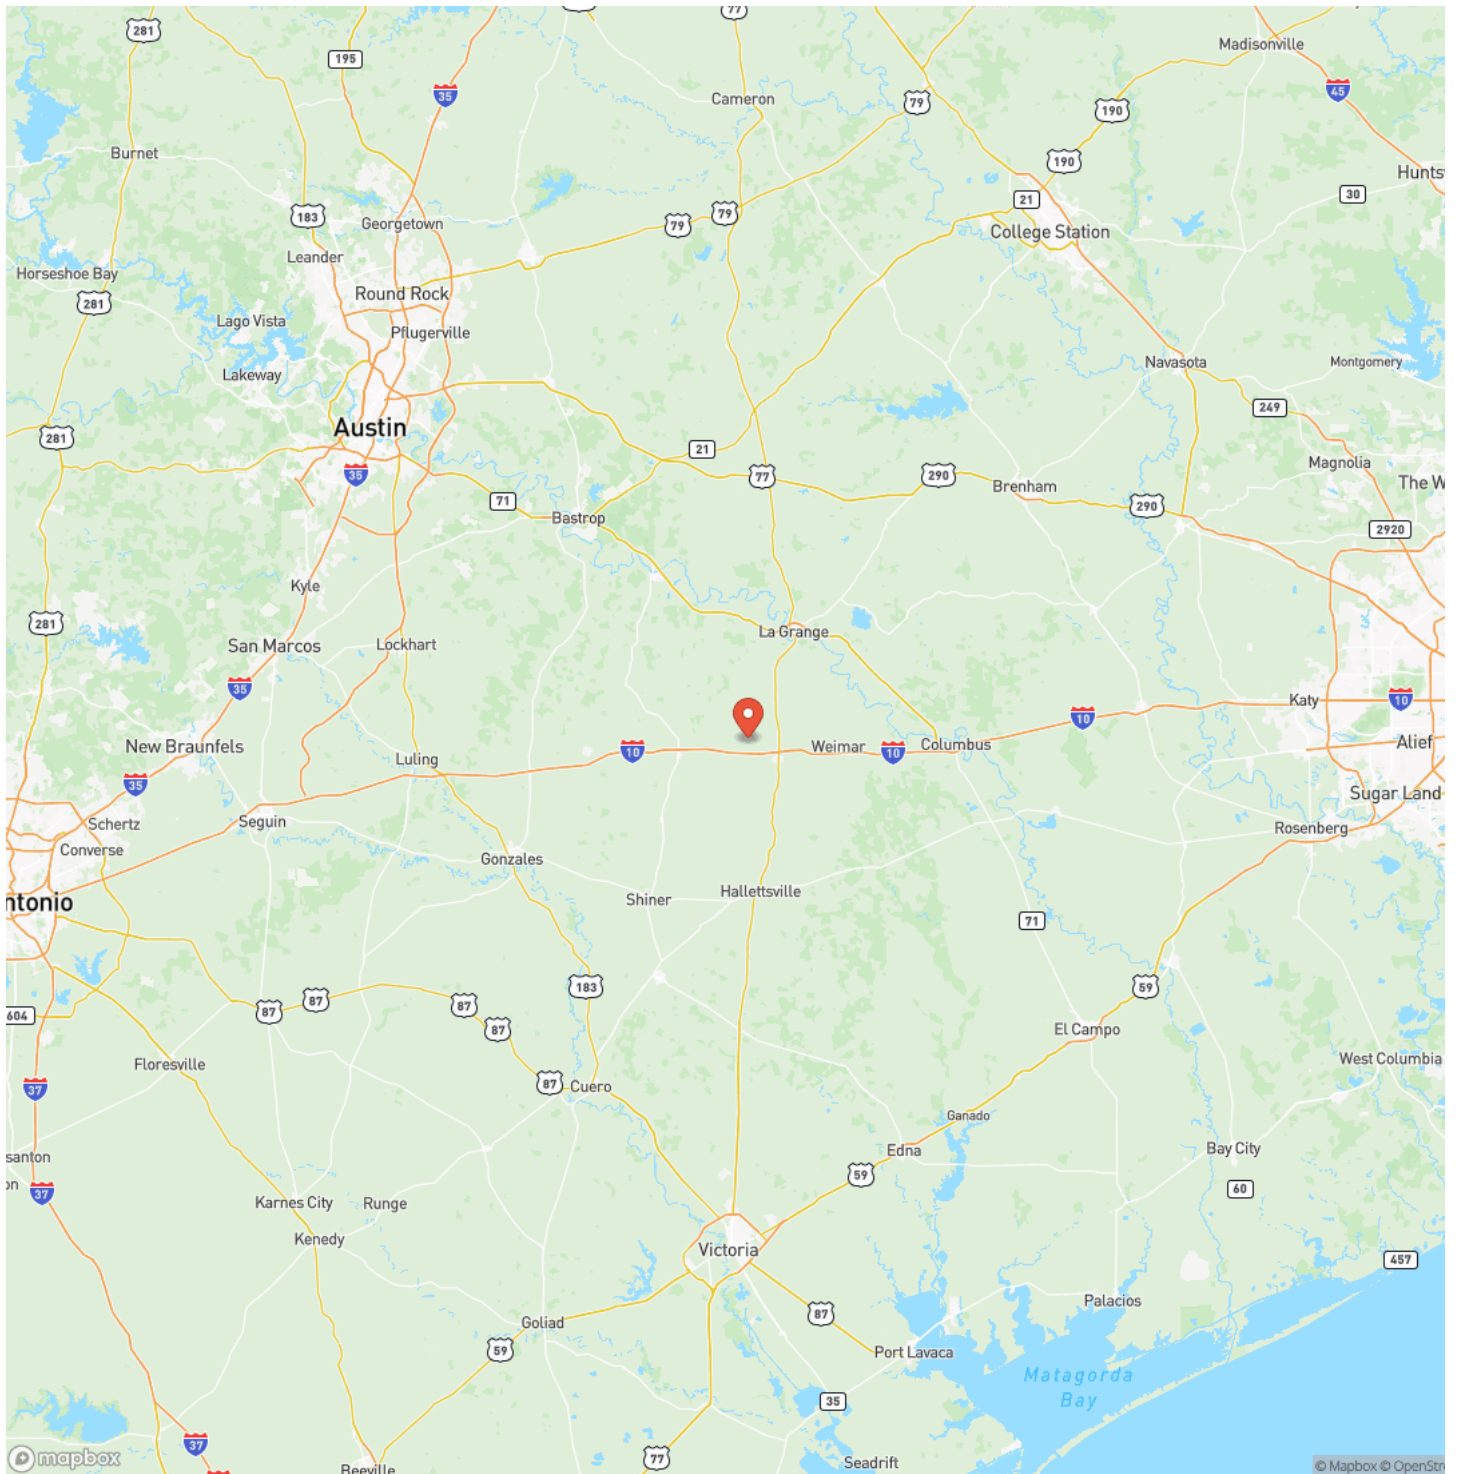 77
281
195
Madisonville
35
45
Cameron
79
190
Burnet
190
Hunts
30
21
183
79
79
Georgetown
College Station
Leander
Horseshoe Bay
281
Round Rock
Lago Vista
Pflugerville
Navasota
Montgomery
Lakeway
249
Austin
281
21
Magnolia
35
77
290
The W
Brenham
71
290
Bastrop
2920
Kyle
281
La Grange
San Marcos
Lockhart
35
Katy
10
10
New Braunfels
Weimar
Columbus
Alief
10
10
Luling
35
Sugar Land
Schertz
Seguin
Rosenberg
Converse
Gonzales
Hallettsville
Shiner
ntonio
71
183
59
87
87
87
604
87
El Campo
Floresville
West Columbia
37
87
Cuero
Ganado
Edna
Bay City
santon
59
on
37
60
Karnes City
Runge
Kenedy
Victoria
457
Palacios
87
Goliad
59
Port Lavaca
Matagorda
Bay
35
37
77
mapbox
Seadrift
Beeville
© Mapbox © OpenStre